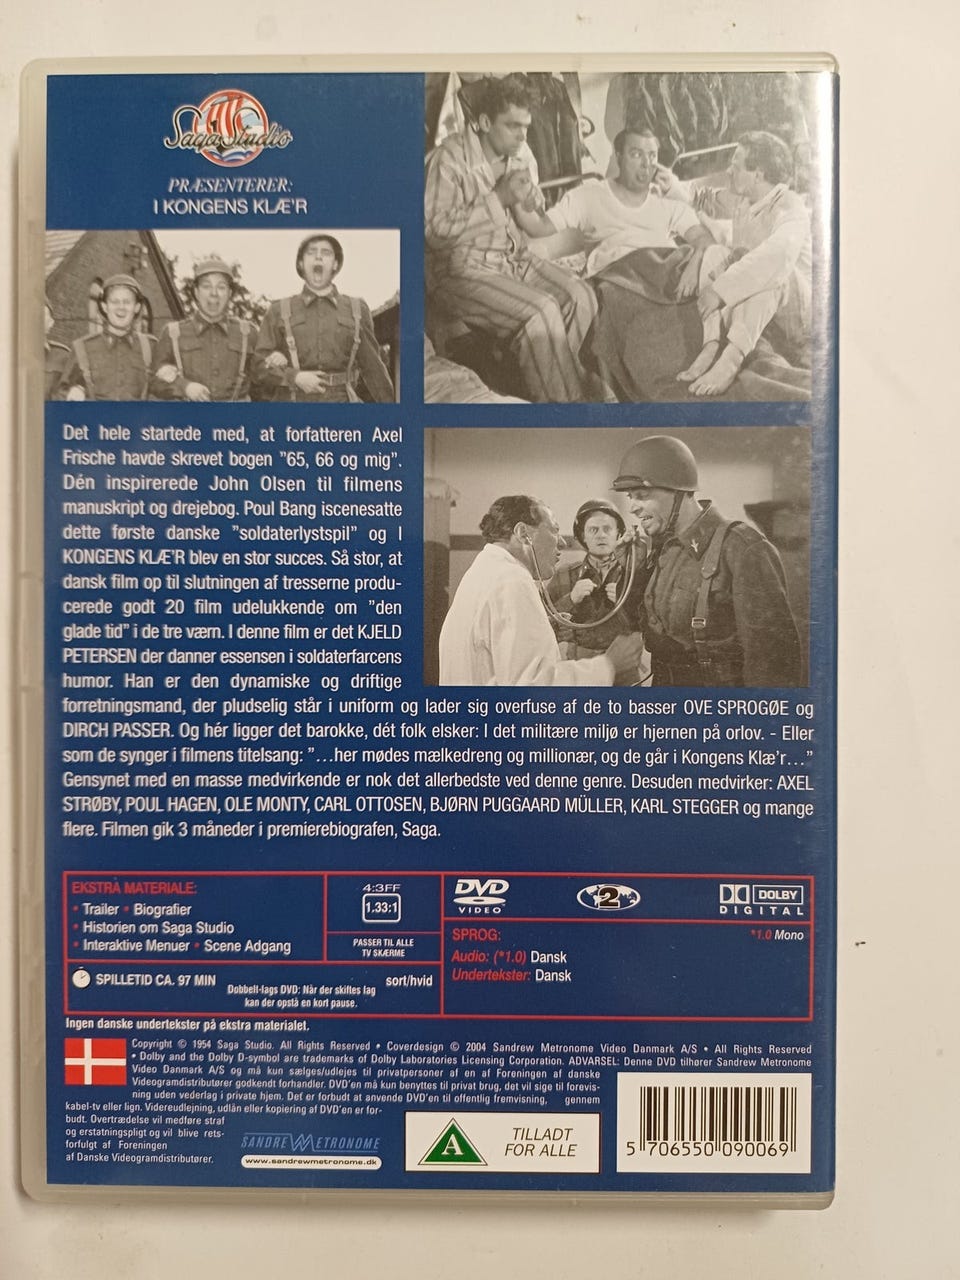 Saga Studio
PRÆSENTERER:
I KONGENS KLÆ'R
Det hele startede med, at forfatteren Axel
Frische havde skrevet bogen "65, 66 og mig".
Dén inspirerede John Olsen til filmens
manuskript og drejebog. Poul Bang iscenesatte
dette første danske "soldaterlystspil" og I
KONGENS KLÆ'R blev en stor succes. Så stor, at
dansk film op til slutningen af tresserne produ-
cerede godt 20 film udelukkende om "den
glade tid" i de tre værn. I denne film er det KJELD
PETERSEN der danner essensen i soldaterfarcens
humor. Han er den dynamiske og driftige
forretningsmand, der pludselig står i uniform og lader sig overfuse af de to basser OVE SPROGØE og
DIRCH PASSER. Og hér ligger det barokke, dét folk elsker: I det militære miljø er hjernen på orlov. - Eller
som de synger i filmens titelsang: "...her mødes mælkedreng og millionær, og de går i Kongens Klæ'r..."
Gensynet med en masse medvirkende er nok det allerbedste ved denne genre. Desuden medvirker: AXEL
STRØBY, POUL HAGEN, OLE MONTY, CARL OTTOSEN, BJØRN PUGGAARD MÜLLER, KARL STEGGER og mange
flere. Filmen gik 3 måneder i premierebiografen, Saga.
EKSTRA MATERIALE:
• Trailer • Biografier
• Historien om Saga Studio
• Interaktive Menuer • Scene Adgang
4:3FF
1.33:1
PASSER TIL ALLE
TV SKÆRME
SPILLETID CA. 97 MIN
sort/hvid
Dobbelt-lags DVD: Når der skiftes lag
kan der opstå en kort pause.
DVD
VIDEO
2
DOLBY
DIGITAL
SPROG:
*1.0 Mono
Audio: (*1.0) Dansk
Undertekster: Dansk
Ingen danske undertekster på ekstra materialet.
Copyright © 1954 Saga Studio. All Rights Reserved • Coverdesign © 2004 Sandrew Metronome Video Danmark A/S • All Rights Reserved
• Dolby and the Dolby D-symbol are trademarks of Dolby Laboratories Licensing Corporation. ADVARSEL: Denne DVD tilhører Sandrew Metronome
Video Danmark A/S og må kun sælges/udlejes til privatpersoner af en af Foreningen af danske
Videogramdistributører godkendt forhandler. DVD'en må kun benyttes til privat brug, det vil sige til forevis-
ning uden vederlag i private hjem. Det er forbudt at anvende DVD'en til offentlig fremvisning, gennem
kabel-tv eller lign. Videreudlejning, udlån eller kopiering af DVD'en er for-
budt. Overtrædelse vil medføre straf
og erstatningspligt og vil blive rets-
forfulgt af Foreningen
af Danske Videogramdistributører.
SANDREW METRONOME
www.sandrewmetronome.dk
A
TILLADT
FOR ALLE
5 706550 090069